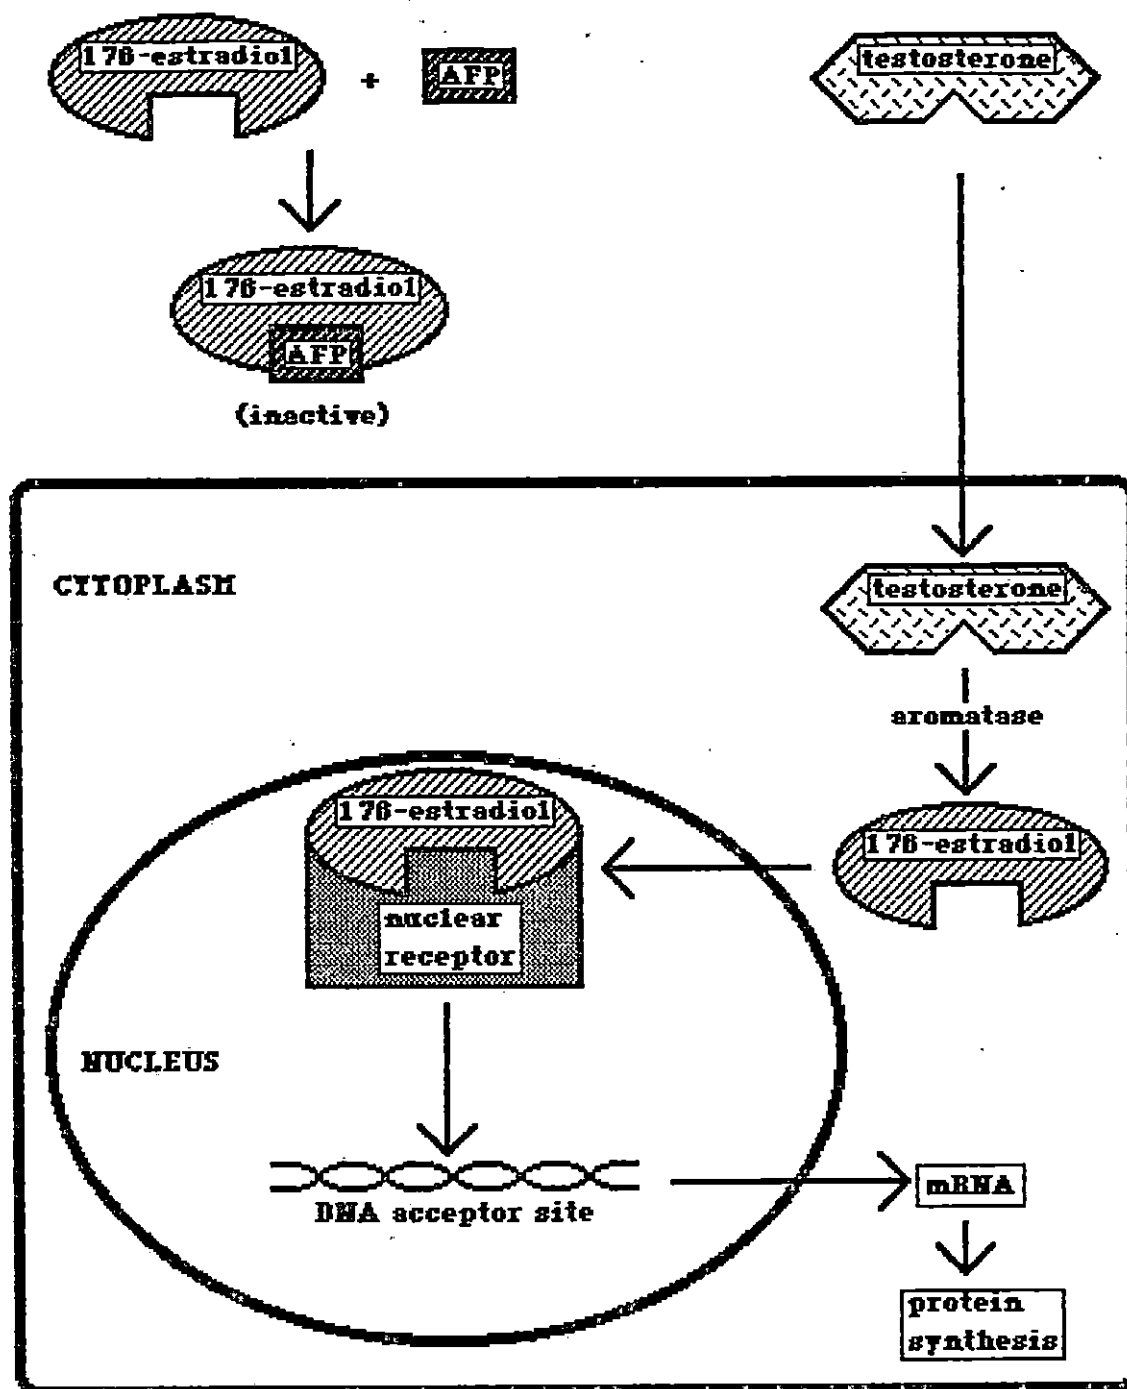 17β-estradiol
+
AFP
testosterone
17β-estradiol
AFP
(inactive)
CYTOPLASM
testosterone
aromatase
17β-estradiol
17β-estradiol
nuclear
receptor
NUCLEUS
DNA acceptor site
mRNA
protein
synthesis